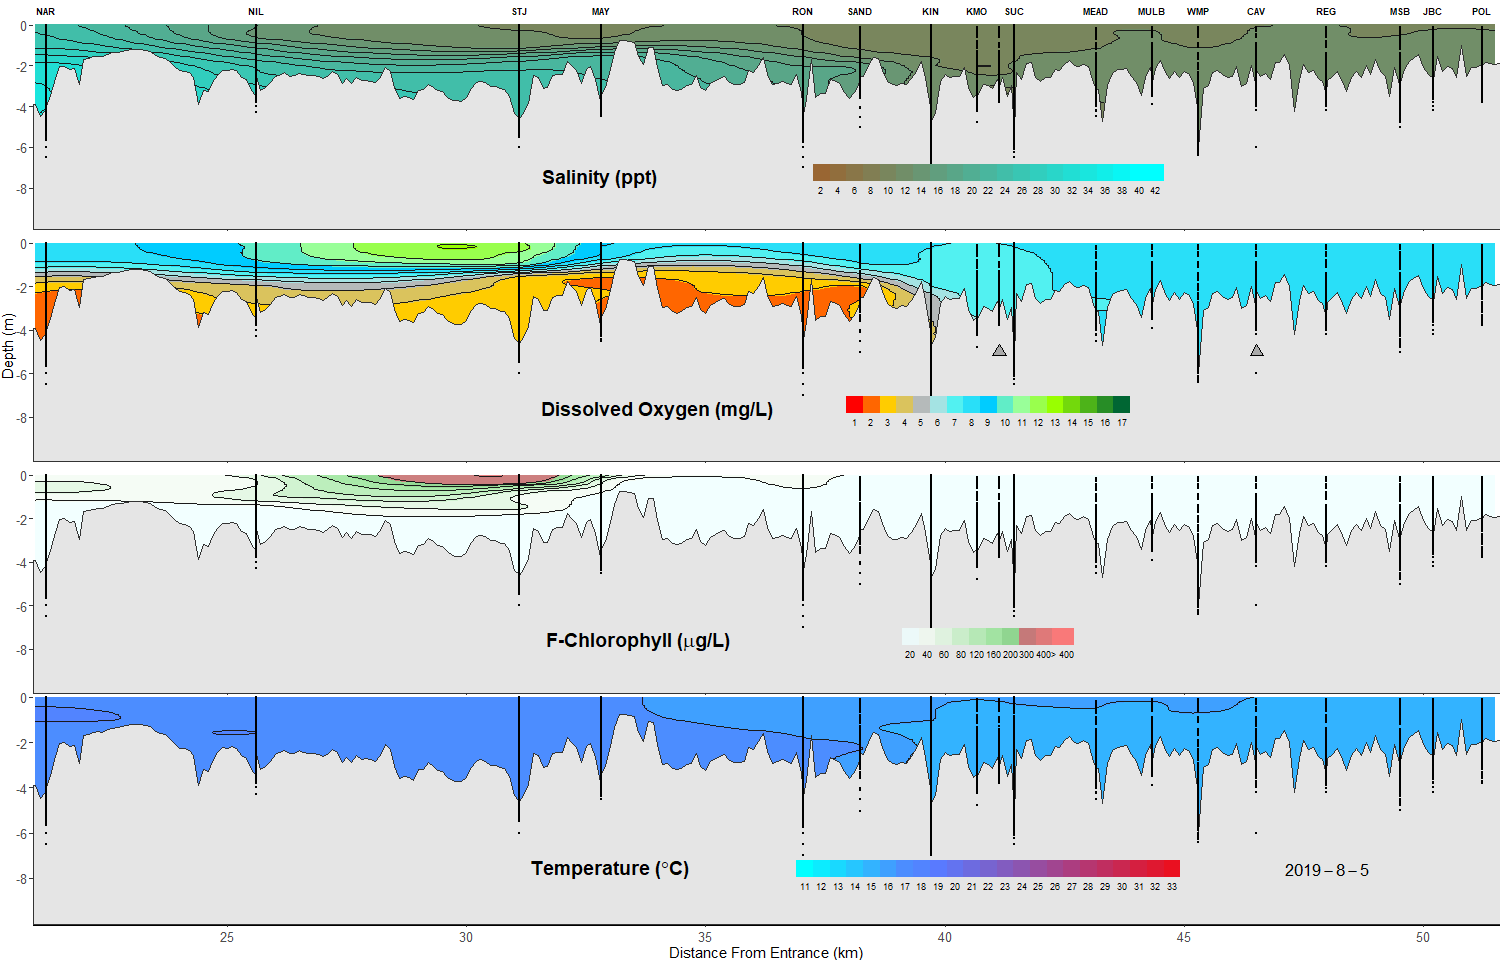 NAR NIL STJ MAY RON SAND KIN KMO SUC MEAD MULB WMP CAV REG MSB JBC POL
0
-2
-4
-6
-8
Salinity (ppt)
2 4 6 8 10 12 14 16 18 20 22 24 26 28 30 32 34 36 38 40 42
0
-2
-4
-6
-8
Dissolved Oxygen (mg/L)
1 2 3 4 5 6 7 8 9 10 11 12 13 14 15 16 17
Depth (m)
0
-2
-4
-6
-8
F-Chlorophyll (μg/L)
20 40 60 80 120 160 200 300 400> 400
0
-2
-4
-6
-8
Temperature (°C)
11 12 13 14 15 16 17 18 19 20 21 22 23 24 25 26 27 28 29 30 31 32 33
2019–8–5
25 30 35 40 45 50
Distance From Entrance (km)